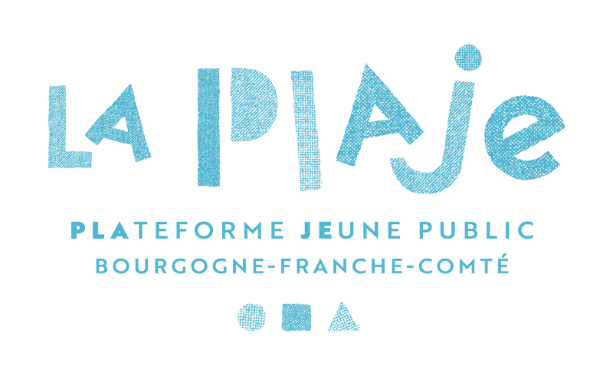 LA PlAje
PLATEFORME JEUNE PUBLIC
BOURGOGNE-FRANCHE-COMTÉ